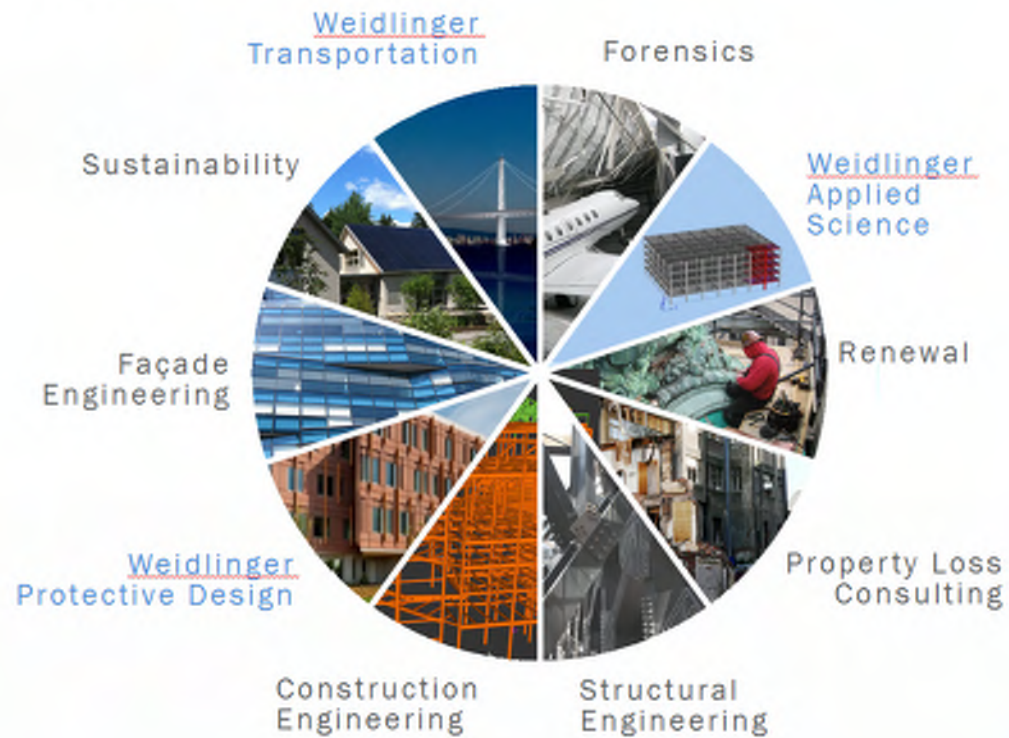 Weidlinger
Transportation
Forensics
Sustainability
Weidlinger
Applied
Science
Façade
Engineering
Renewal
Weidlinger
Protective Design
Property Loss
Consulting
Construction
Engineering
Structural
Engineering